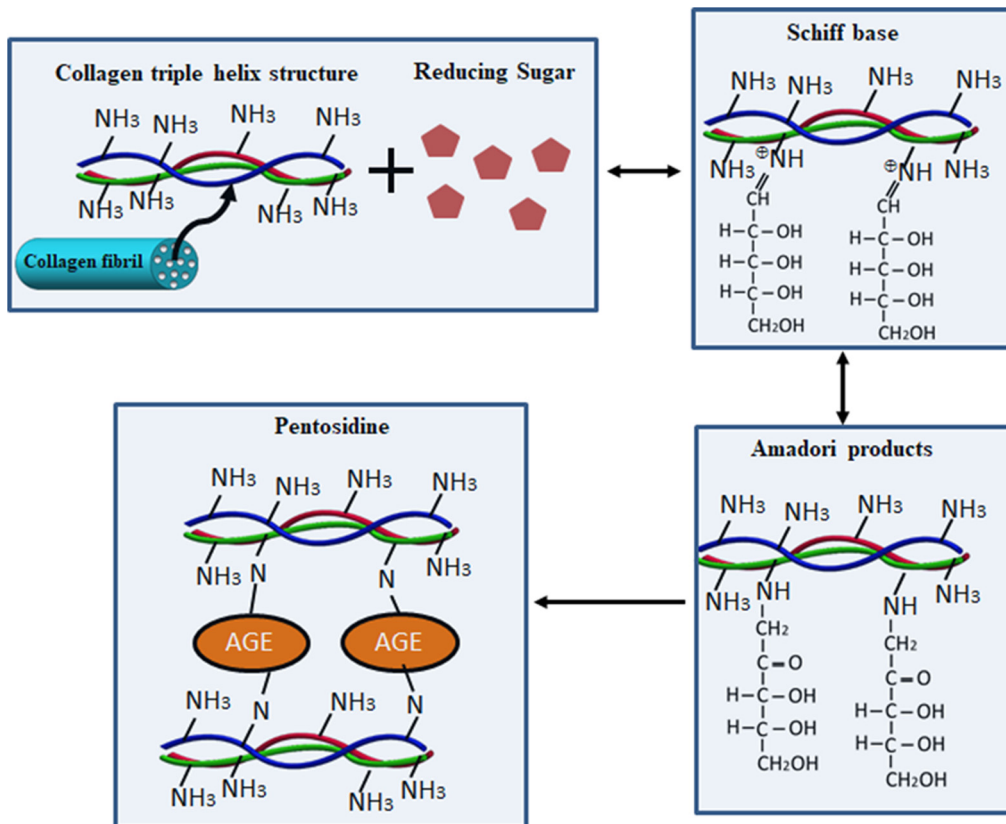 Collagen triple helix structure
Reducing Sugar
NH3 NH3 NH3 NH3
+
NH3 NH3 NH3 NH3
Collagen fibril
Schiff base
NH3 NH3 NH3 NH3
NH3 ⊕NH ⊕NH NH3
CH CH
H–C–OH H–C–OH
H–C–OH H–C–OH
H–C–OH H–C–OH
CH2OH CH2OH
Pentosidine
NH3 NH3 NH3 NH3
NH3 N N NH3
AGE AGE
N N
NH3 NH3 NH3
NH3 NH3 NH3 NH3
Amadori products
NH3 NH3 NH3 NH3
NH3 NH NH NH3
CH2 CH2
C=O C=O
H–C–OH H–C–OH
H–C–OH H–C–OH
CH2OH CH2OH